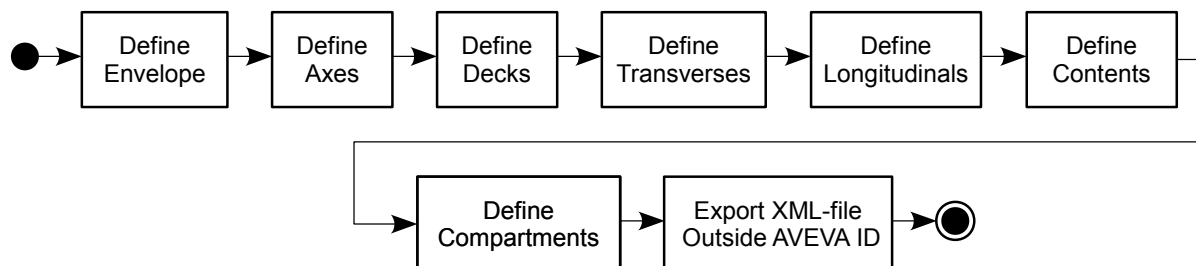 Define
Envelope
Define
Axes
Define
Decks
Define
Transverses
Define
Longitudinals
Define
Contents
Define
Compartments
Export XML-file
Outside AVEVA ID